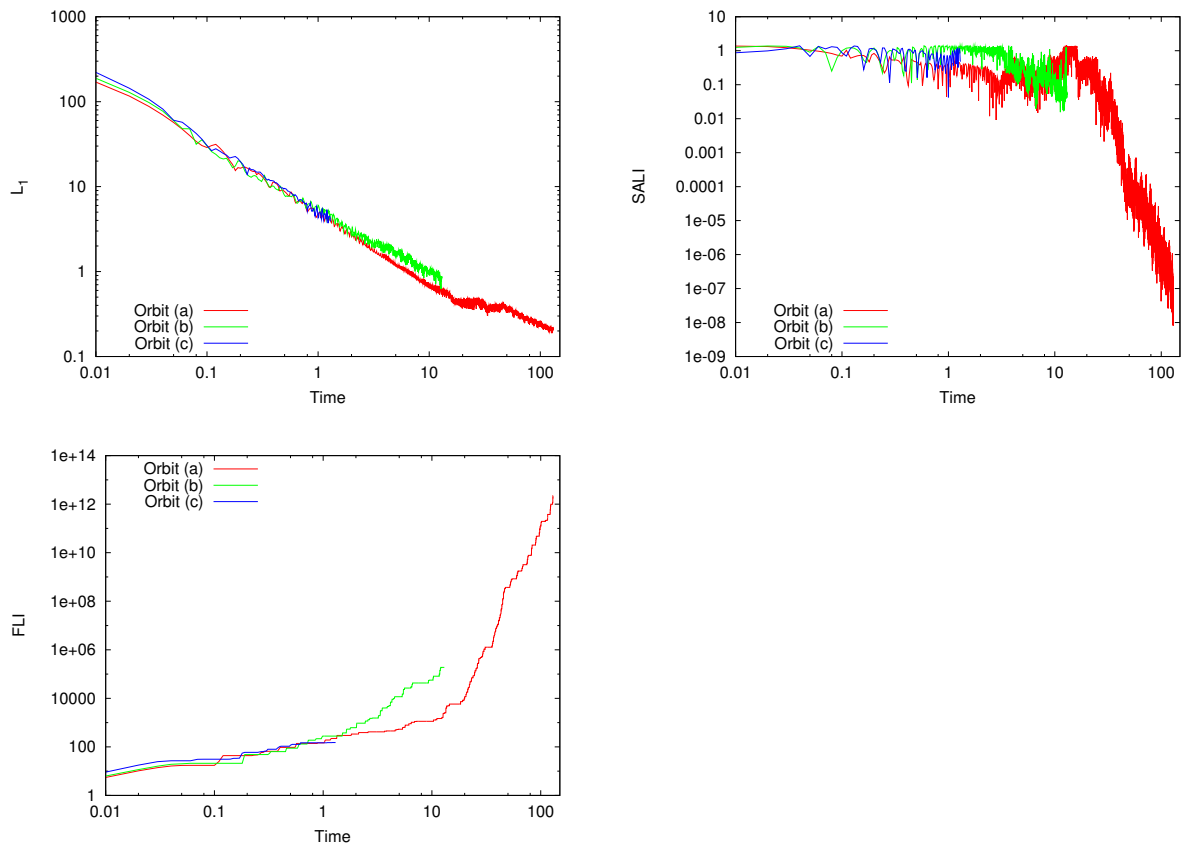 1000
100
10
1
0.1
0.01
0.1
1
10
100
L1
Time
Orbit (a)
Orbit (b)
Orbit (c)
10
1
0.1
0.01
0.001
0.0001
1e-05
1e-06
1e-07
1e-08
1e-09
0.01
0.1
1
10
100
SALI
Time
Orbit (a)
Orbit (b)
Orbit (c)
1e+14
1e+12
1e+10
1e+08
1e+06
10000
100
1
0.01
0.1
1
10
100
FLI
Time
Orbit (a)
Orbit (b)
Orbit (c)